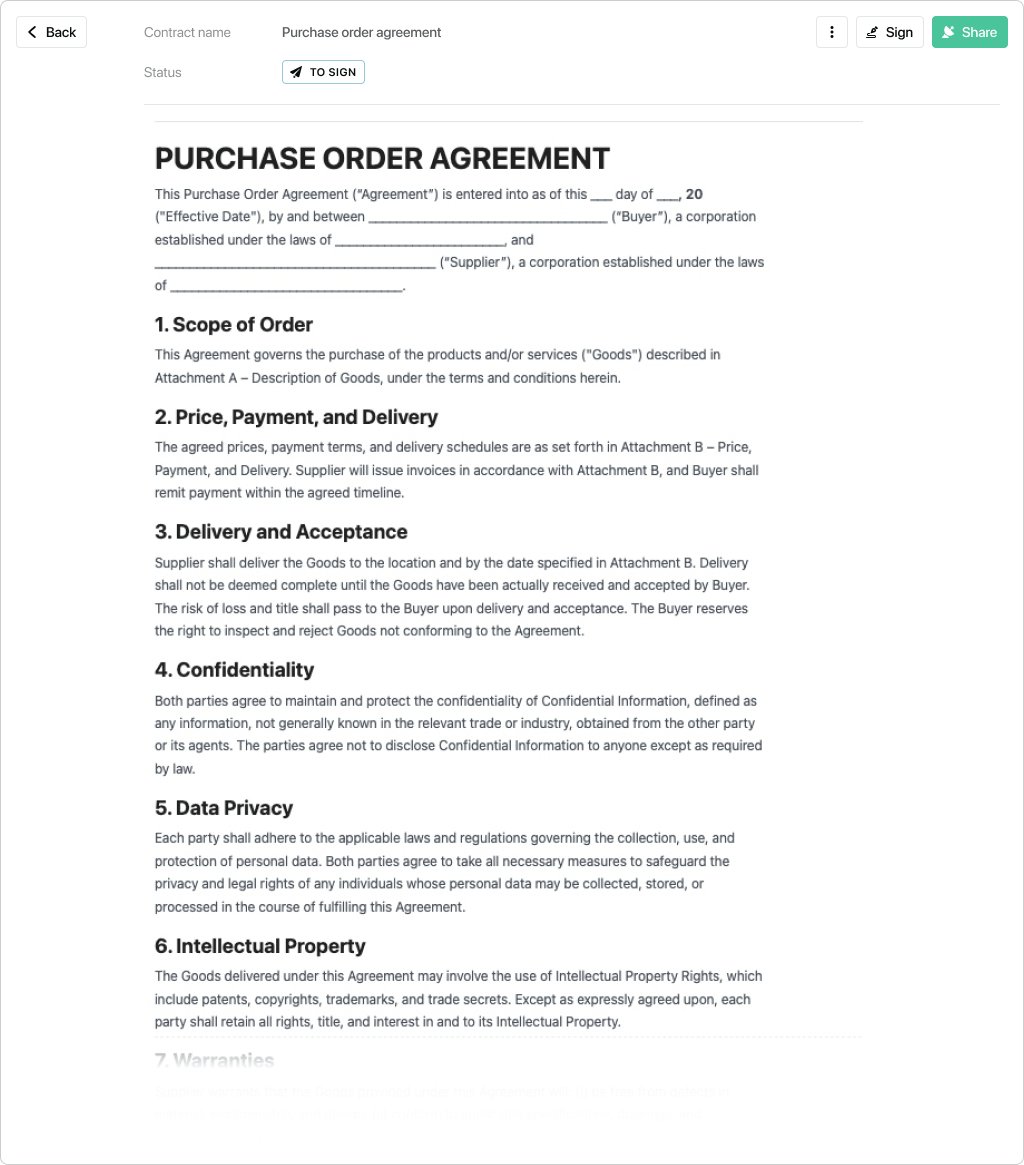 Back
Contract name
Purchase order agreement
Sign
Share
Status
TO SIGN
PURCHASE ORDER AGREEMENT
This Purchase Order Agreement ("Agreement") is entered into as of this ___ day of ___, 20
("Effective Date"), by and between __________________________________ ("Buyer"), a corporation
established under the laws of ________________________, and
________________________________________ ("Supplier"), a corporation established under the laws
of _________________________________.
1. Scope of Order
This Agreement governs the purchase of the products and/or services ("Goods") described in
Attachment A – Description of Goods, under the terms and conditions herein.
2. Price, Payment, and Delivery
The agreed prices, payment terms, and delivery schedules are as set forth in Attachment B – Price,
Payment, and Delivery. Supplier will issue invoices in accordance with Attachment B, and Buyer shall
remit payment within the agreed timeline.
3. Delivery and Acceptance
Supplier shall deliver the Goods to the location and by the date specified in Attachment B. Delivery
shall not be deemed complete until the Goods have been actually received and accepted by Buyer.
The risk of loss and title shall pass to the Buyer upon delivery and acceptance. The Buyer reserves
the right to inspect and reject Goods not conforming to the Agreement.
4. Confidentiality
Both parties agree to maintain and protect the confidentiality of Confidential Information, defined as
any information, not generally known in the relevant trade or industry, obtained from the other party
or its agents. The parties agree not to disclose Confidential Information to anyone except as required
by law.
5. Data Privacy
Each party shall adhere to the applicable laws and regulations governing the collection, use, and
protection of personal data. Both parties agree to take all necessary measures to safeguard the
privacy and legal rights of any individuals whose personal data may be collected, stored, or
processed in the course of fulfilling this Agreement.
6. Intellectual Property
The Goods delivered under this Agreement may involve the use of Intellectual Property Rights, which
include patents, copyrights, trademarks, and trade secrets. Except as expressly agreed upon, each
party shall retain all rights, title, and interest in and to its Intellectual Property.
7. Warranties